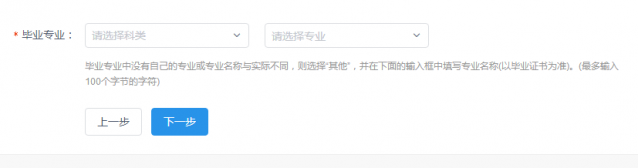 * 毕业专业： 请选择科类 请选择专业
毕业专业中没有自己的专业或专业名称与实际不同，则选择"其他"，并在下面的输入框中填写专业名称(以毕业证书为准)。(最多输入
100个字节的字符)
上一步 下一步